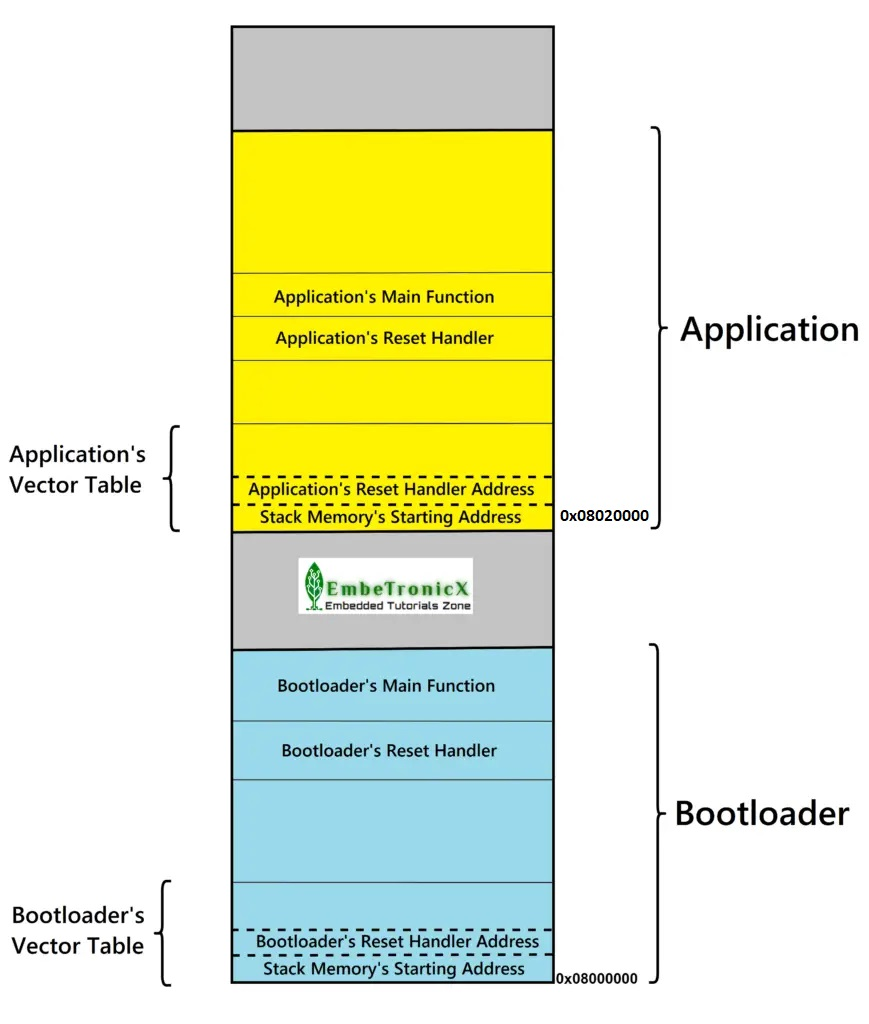 Application's Main Function
Application's Reset Handler
Application
Application's
Vector Table
Application's Reset Handler Address
Stack Memory's Starting Address
0x08020000
EmbeTronicX
Embedded Tutorials Zone
Bootloader's Main Function
Bootloader's Reset Handler
Bootloader
Bootloader's
Vector Table
Bootloader's Reset Handler Address
Stack Memory's Starting Address
0x08000000